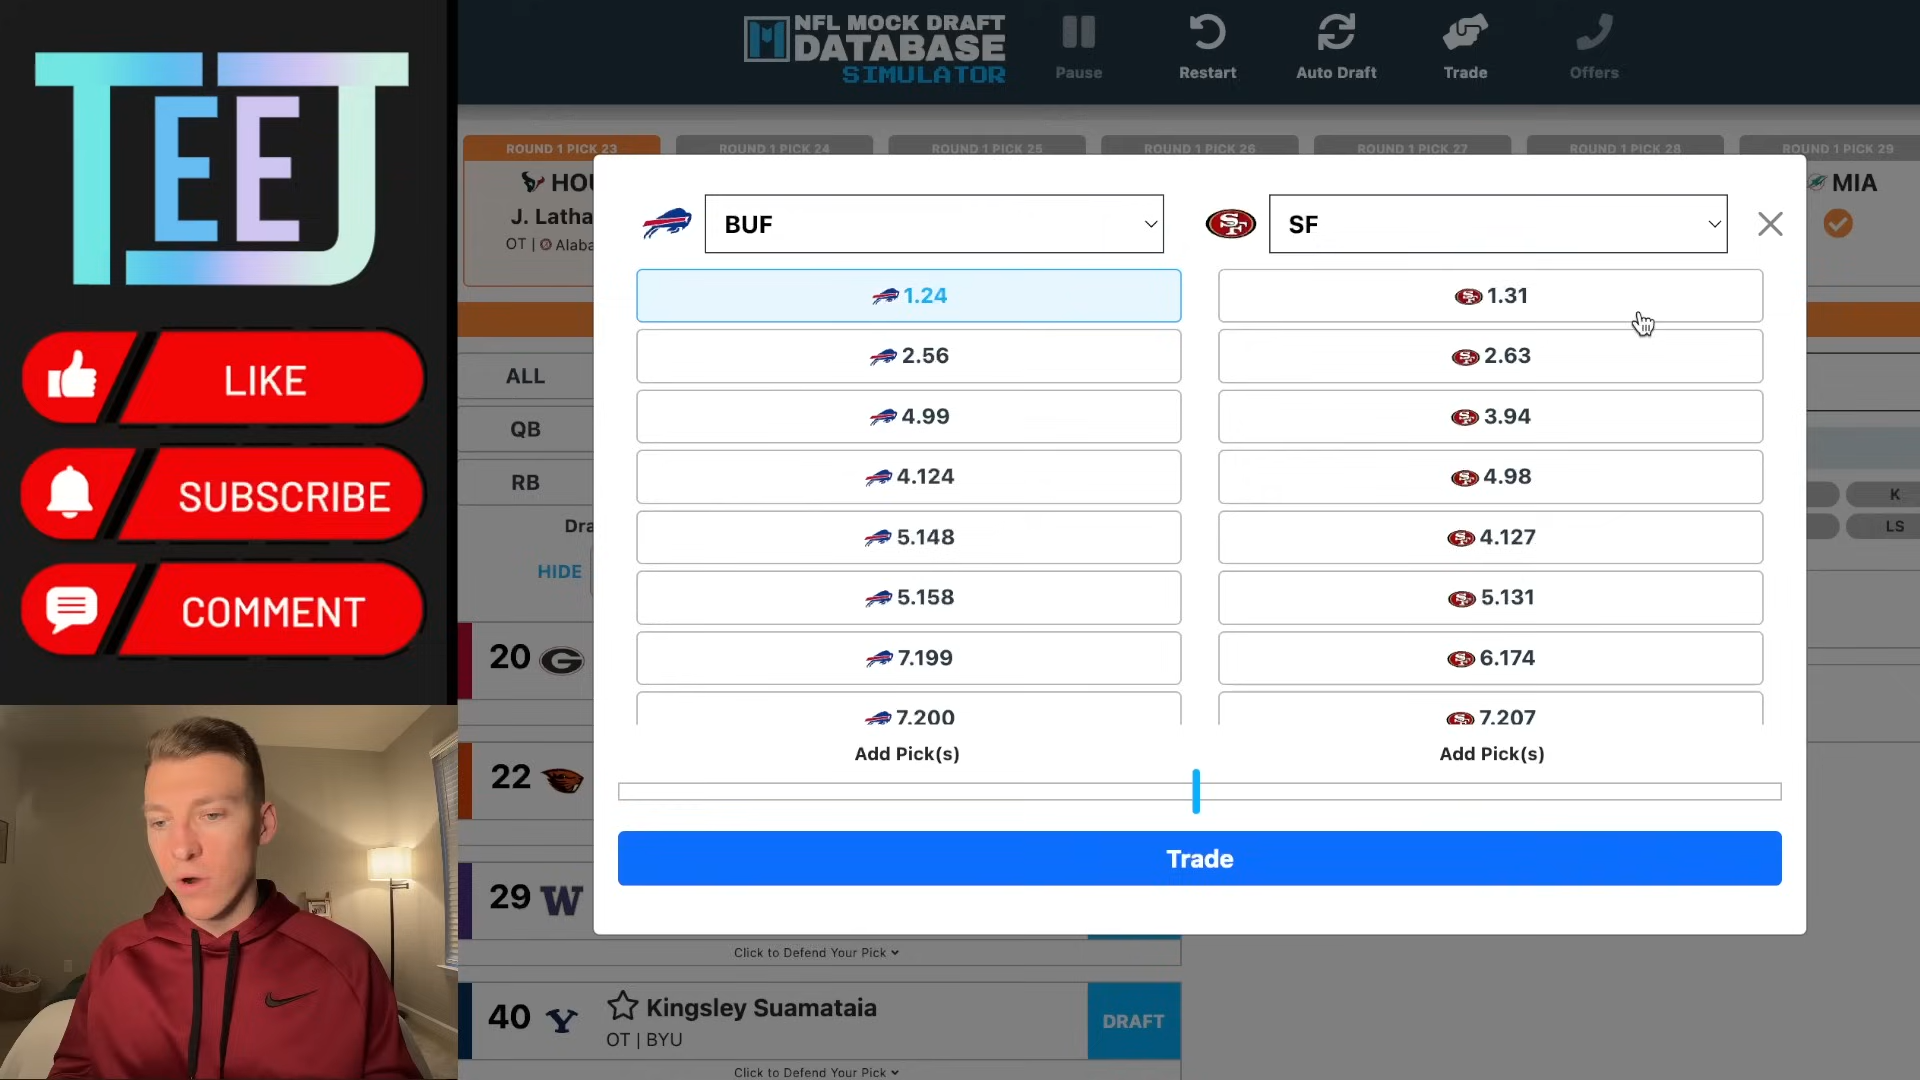 TEEJ
LIKE
SUBSCRIBE
COMMENT
NFL MOCK DRAFT
DATABASE
SIMULATOR
Pause
Restart
Auto Draft
Trade
Offers
ROUND 1 PICK 23
ROUND 1 PICK 24
ROUND 1 PICK 25
ROUND 1 PICK 26
ROUND 1 PICK 27
ROUND 1 PICK 28
ROUND 1 PICK 29
HOU
J. Latha
OT | Alaba
MIA
BUF
SF
1.24
1.31
2.56
2.63
4.99
3.94
4.124
4.98
5.148
4.127
5.158
5.131
7.199
6.174
7.200
7.207
Add Pick(s)
Add Pick(s)
Trade
ALL
QB
RB
Dra
HIDE
K
LS
20 G
22
29 W
Click to Defend Your Pick
40 Y
Kingsley Suamataia
OT | BYU
DRAFT
Click to Defend Your Pick